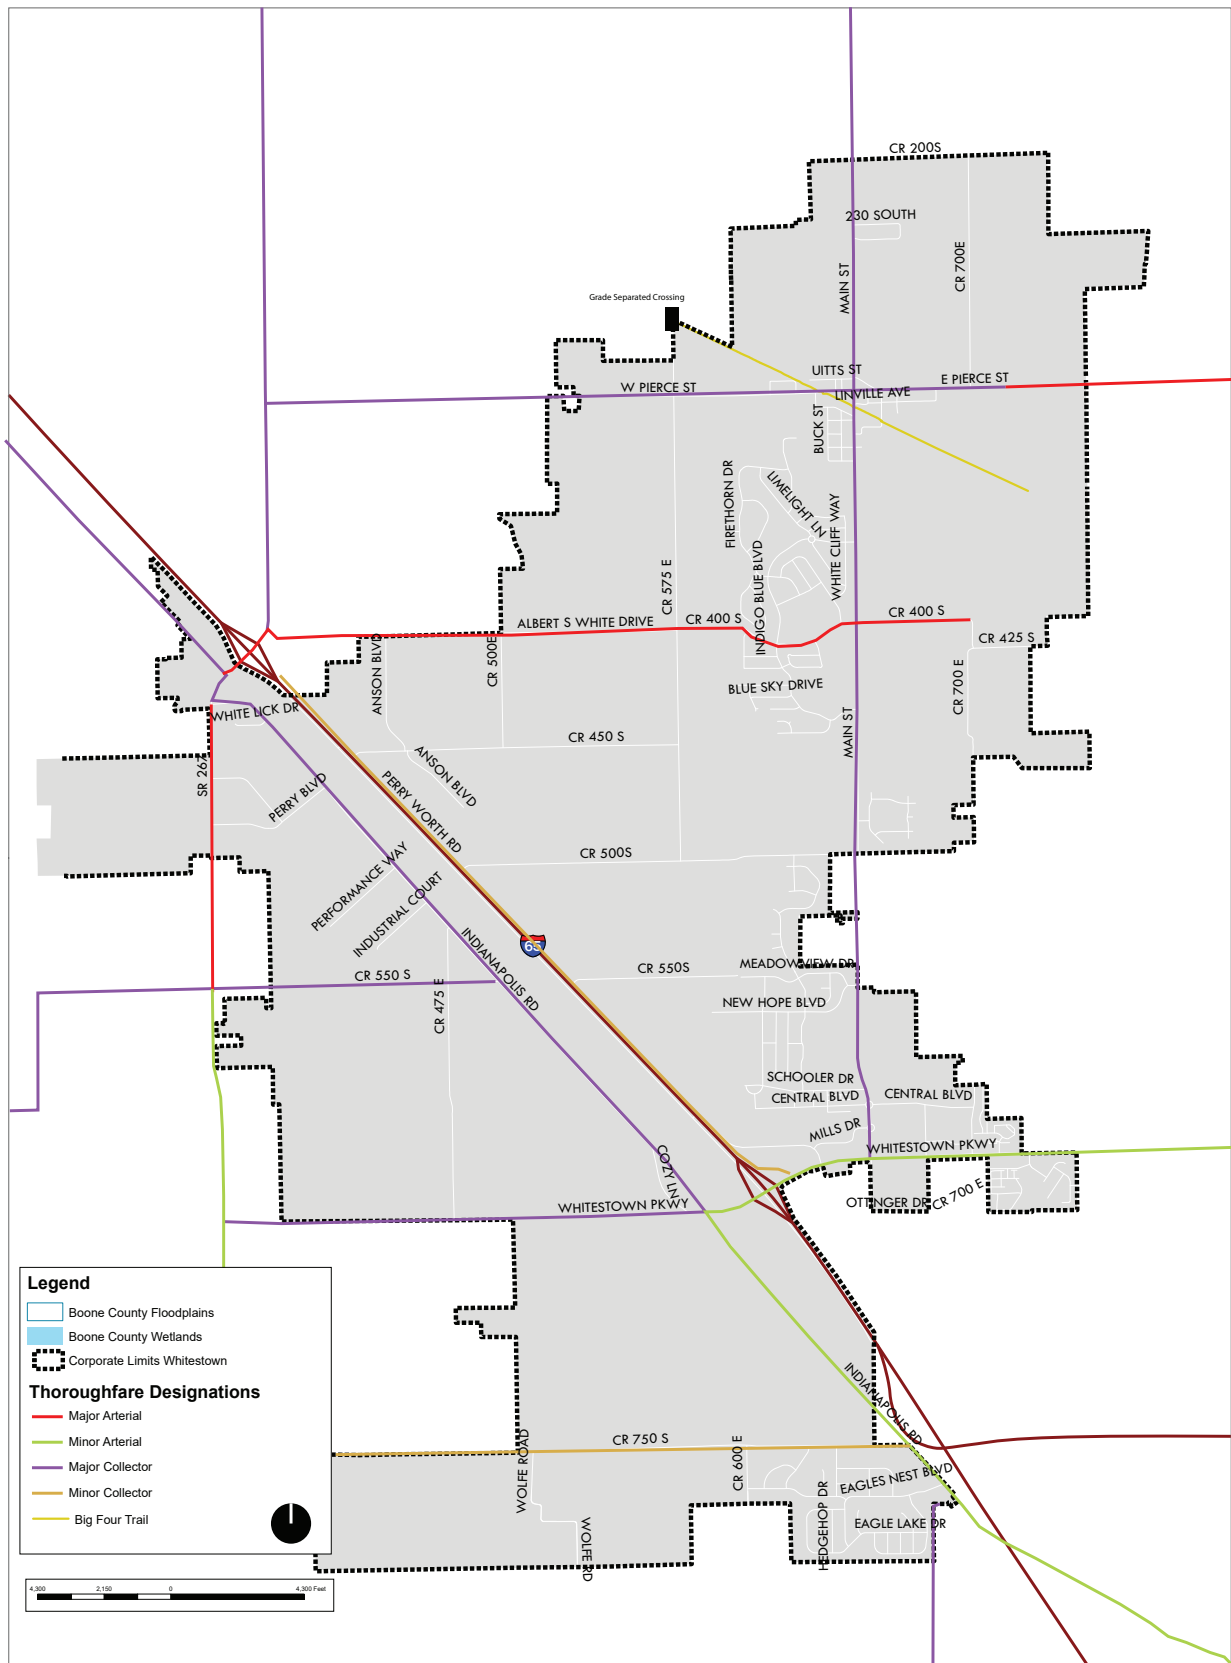 CR 200S
230 SOUTH
CR 700E
MAIN ST
Grade Separated Crossing
UITTS ST
E PIERCE ST
W PIERCE ST
LINVILLE AVE
BUCK ST
FIRETHORN DR
LIMELIGHT LN
WHITE CLIFF WAY
INDIGO BLUE BLVD
CR 575 E
ALBERT S WHITE DRIVE
CR 400 S
CR 400 S
CR 425 S
CR 500E
ANSON BLVD
CR 700 E
BLUE SKY DRIVE
WHITE LICK DR
MAIN ST
CR 450 S
ANSON BLVD
SR 267
PERRY BLVD
PERRY WORTH RD
CR 500S
PERFORMANCE WAY
INDUSTRIAL COURT
INDIANAPOLIS RD
65
MEADOWVIEW DR
CR 550 S
CR 550S
NEW HOPE BLVD
CR 475 E
SCHOOLER DR
CENTRAL BLVD
CENTRAL BLVD
MILLS DR
WHITESTOWN PKWY
COZY LN
OTTINGER DR
CR 700 E
WHITESTOWN PKWY
INDIANAPOLIS RD
CR 750 S
WOLFE ROAD
CR 600 E
EAGLES NEST BLVD
HEDGEHOP DR
EAGLE LAKE DR
WOLFE RD
Legend
Boone County Floodplains
Boone County Wetlands
Corporate Limits Whitestown
Thoroughfare Designations
Major Arterial
Minor Arterial
Major Collector
Minor Collector
Big Four Trail
4,300 2,150 0 4,300 Feet